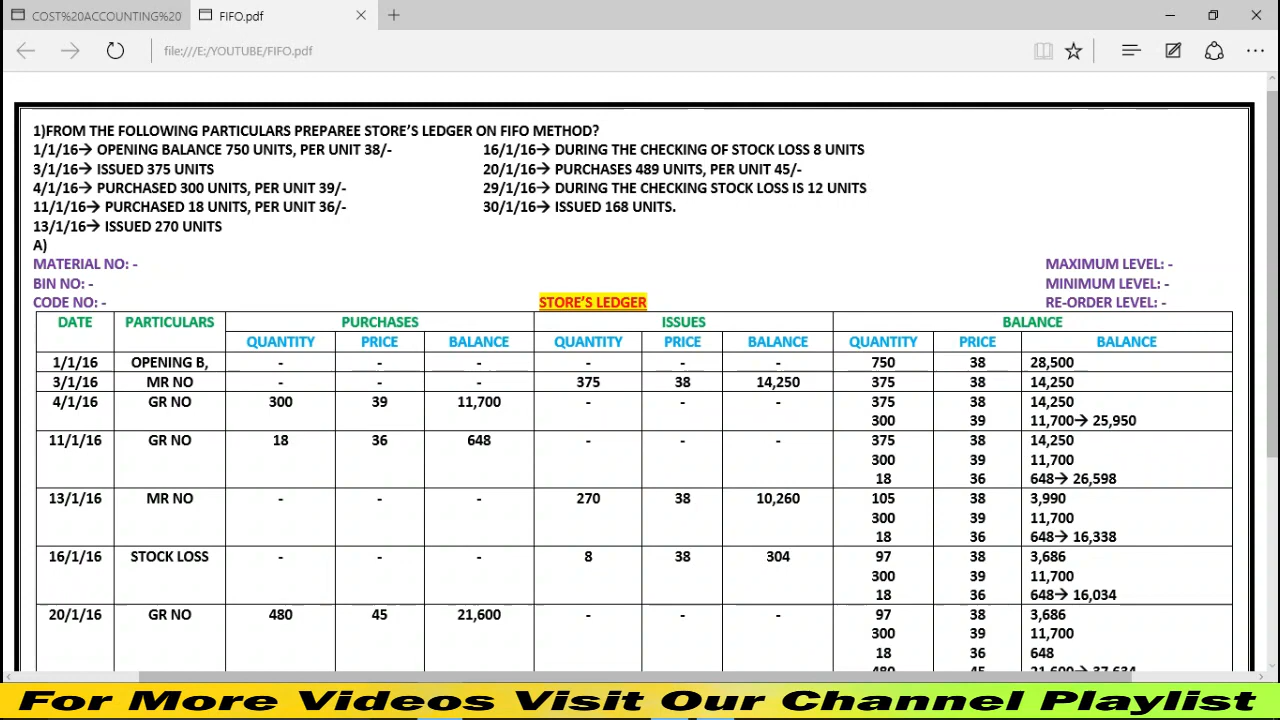 COST%20ACCOUNTING%20
FIFO.pdf
file:///E:/YOUTUBE/FIFO.pdf
1)FROM THE FOLLOWING PARTICULARS PREPAREE STORE'S LEDGER ON FIFO METHOD?
1/1/16→ OPENING BALANCE 750 UNITS, PER UNIT 38/-
3/1/16→ ISSUED 375 UNITS
4/1/16→ PURCHASED 300 UNITS, PER UNIT 39/-
11/1/16→ PURCHASED 18 UNITS, PER UNIT 36/-
13/1/16→ ISSUED 270 UNITS
16/1/16→ DURING THE CHECKING OF STOCK LOSS 8 UNITS
20/1/16→ PURCHASES 489 UNITS, PER UNIT 45/-
29/1/16→ DURING THE CHECKING STOCK LOSS IS 12 UNITS
30/1/16→ ISSUED 168 UNITS.
A)
MATERIAL NO: -
BIN NO: -
CODE NO: -
MAXIMUM LEVEL: -
MINIMUM LEVEL: -
RE-ORDER LEVEL: -
STORE'S LEDGER
DATE PARTICULARS PURCHASES ISSUES BALANCE
QUANTITY PRICE BALANCE QUANTITY PRICE BALANCE QUANTITY PRICE BALANCE
1/1/16 OPENING B, - - - - - - 750 38 28,500
3/1/16 MR NO - - - 375 38 14,250 375 38 14,250
4/1/16 GR NO 300 39 11,700 - - - 375 38 14,250
300 39 11,700→ 25,950
11/1/16 GR NO 18 36 648 - - - 375 38 14,250
300 39 11,700
18 36 648→ 26,598
13/1/16 MR NO - - - 270 38 10,260 105 38 3,990
300 39 11,700
18 36 648→ 16,338
16/1/16 STOCK LOSS - - - 8 38 304 97 38 3,686
300 39 11,700
18 36 648→ 16,034
20/1/16 GR NO 480 45 21,600 - - - 97 38 3,686
300 39 11,700
18 36 648
480 45 21,600→ 37,634
For More Videos Visit Our Channel Playlist